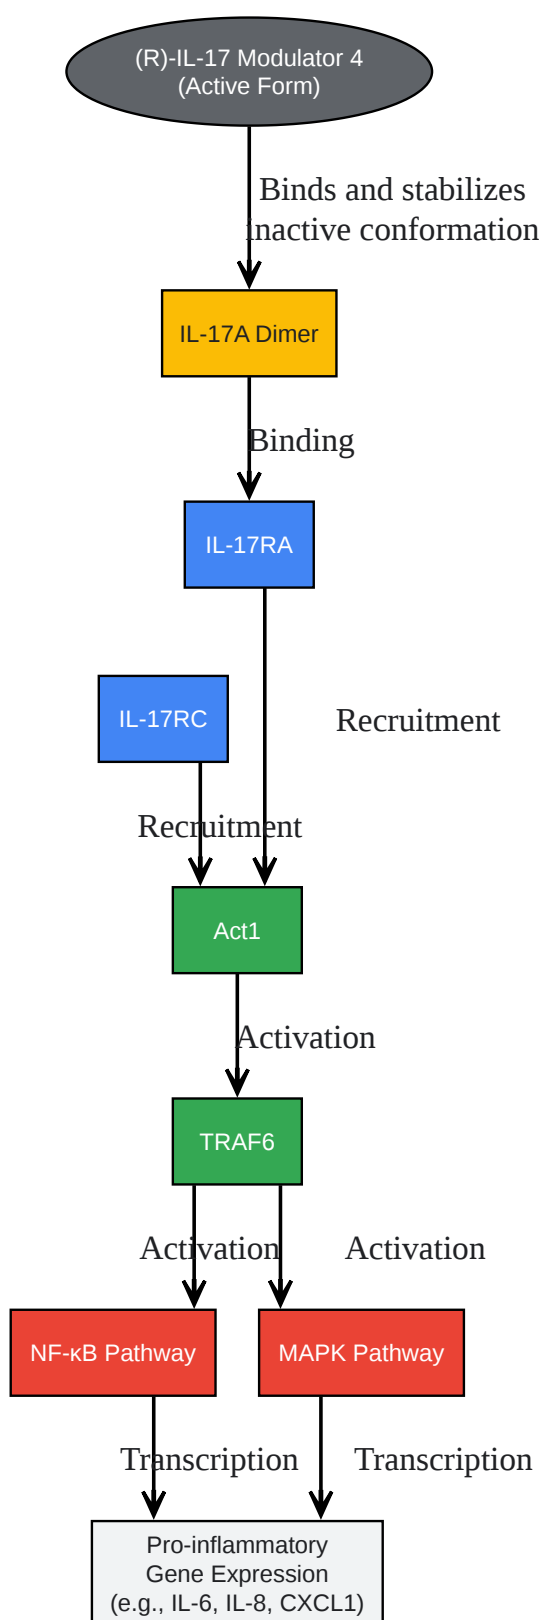 (R)-IL-17 Modulator 4
(Active Form)
Binds and stabilizes
inactive conformation
IL-17A Dimer
Binding
IL-17RA
IL-17RC
Recruitment
Recruitment
Act1
Activation
TRAF6
Activation
Activation
NF-κB Pathway
MAPK Pathway
Transcription
Transcription
Pro-inflammatory
Gene Expression
(e.g., IL-6, IL-8, CXCL1)